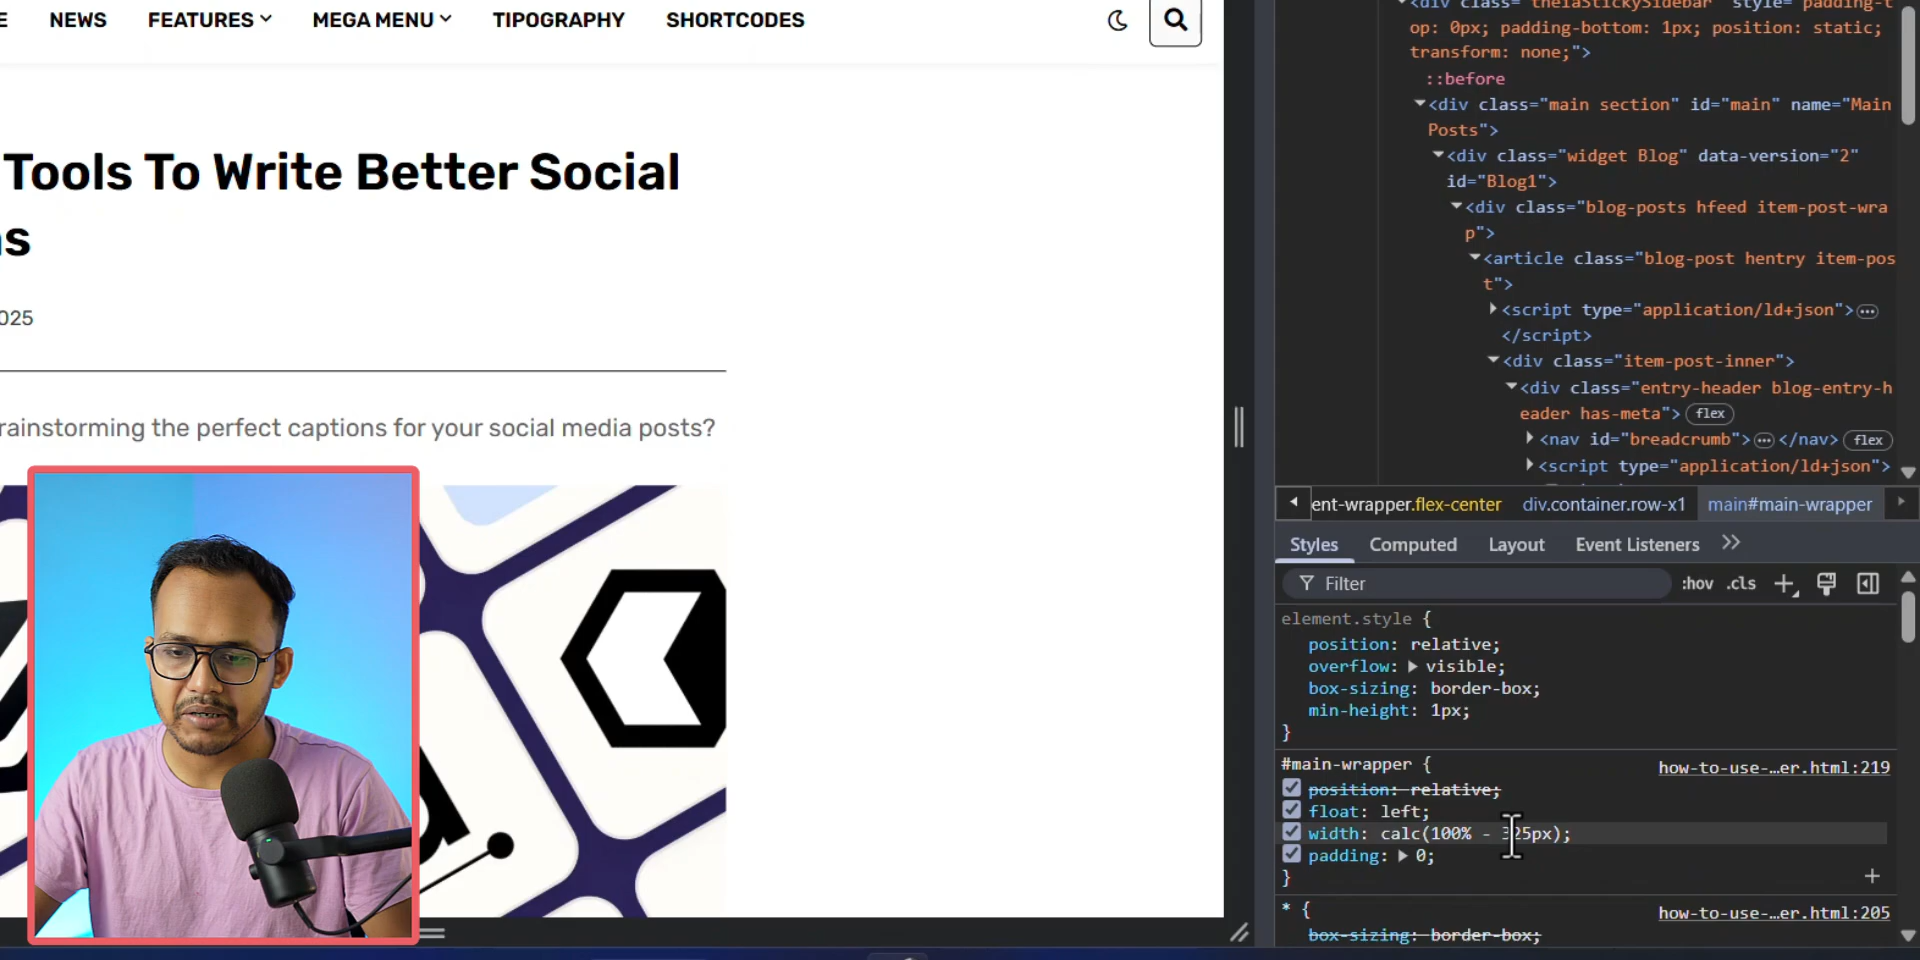 E NEWS FEATURES MEGA MENU TIPOGRAPHY SHORTCODES
Tools To Write Better Social
s
025
rainstorming the perfect captions for your social media posts?
<div class="theiaStickySidebar" style="padding-t
op: 0px; padding-bottom: 1px; position: static;
transform: none;">
::before
<div class="main section" id="main" name="Main
Posts">
<div class="widget Blog" data-version="2"
id="Blog1">
<div class="blog-posts hfeed item-post-wra
p">
<article class="blog-post hentry item-pos
t">
<script type="application/ld+json">
</script>
<div class="item-post-inner">
<div class="entry-header blog-entry-h
eader has-meta"> flex
<nav id="breadcrumb"> </nav> flex
<script type="application/ld+json">
ent-wrapper.flex-center div.container.row-x1 main#main-wrapper
Styles Computed Layout Event Listeners
Filter :hov .cls
element.style {
position: relative;
overflow: visible;
box-sizing: border-box;
min-height: 1px;
}
#main-wrapper { how-to-use-…er.html:219
position: relative;
float: left;
width: calc(100% - 325px);
padding: 0;
}
* { how-to-use-…er.html:205
box-sizing: border-box;